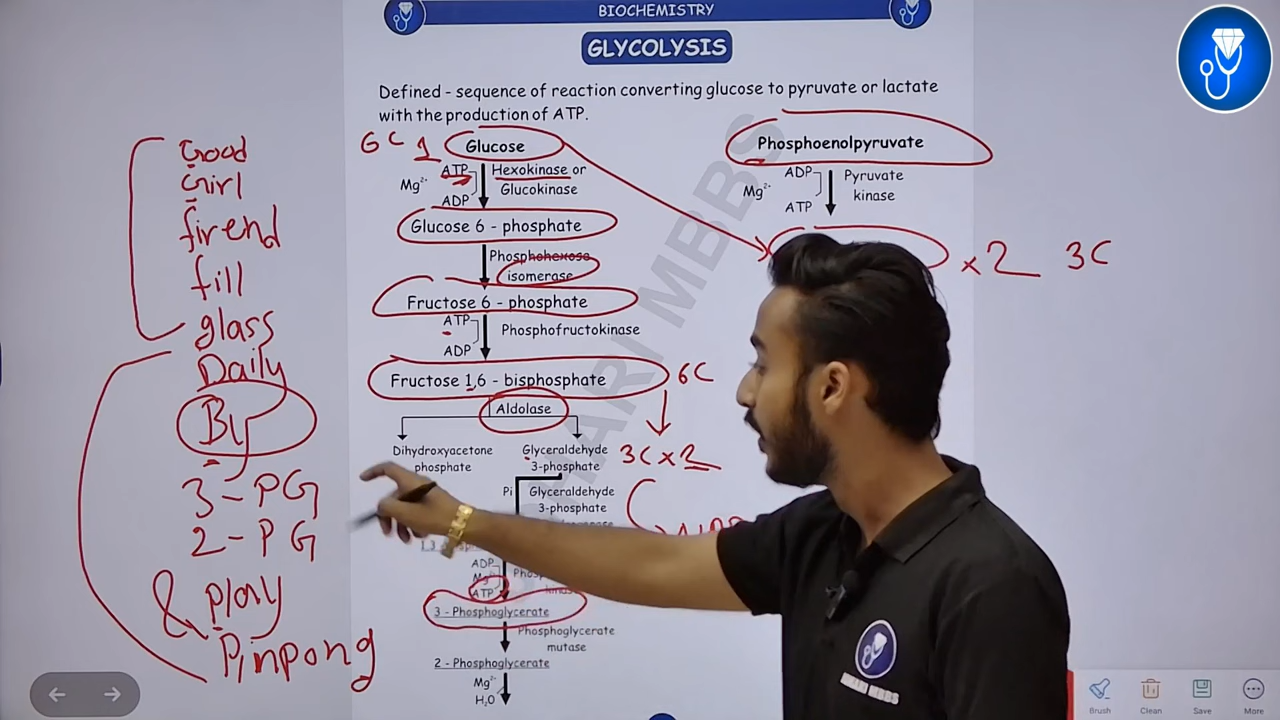 BIOCHEMISTRY
GLYCOLYSIS
Defined - sequence of reaction converting glucose to pyruvate or lactate
with the production of ATP.
6C 1 Glucose
ATP
Mg²⁺
ADP
Hexokinase or
Glucokinase
Glucose 6 - phosphate
Phosphohexose
isomerase
Fructose 6 - phosphate
ATP
ADP
Phosphofructokinase
Fructose 1,6 - bisphosphate 6C
Aldolase
Dihydroxyacetone
phosphate
Glyceraldehyde
3-phosphate
3C x 2
Pi
Glyceraldehyde
3-phosphate
ADP
Mg²⁺
ATP
3 - Phosphoglycerate
Phosphoglycerate
mutase
2 - Phosphoglycerate
Mg²⁺
H₂O
Phosphoenolpyruvate
Mg²⁺
ADP
ATP
Pyruvate
kinase
x 2 3C
Good
Girl
firend
fill
glass
Daily
By
3-PG
2-PG
& play
Pinpong
HARI MBBS
Brush
Clean
Save
More